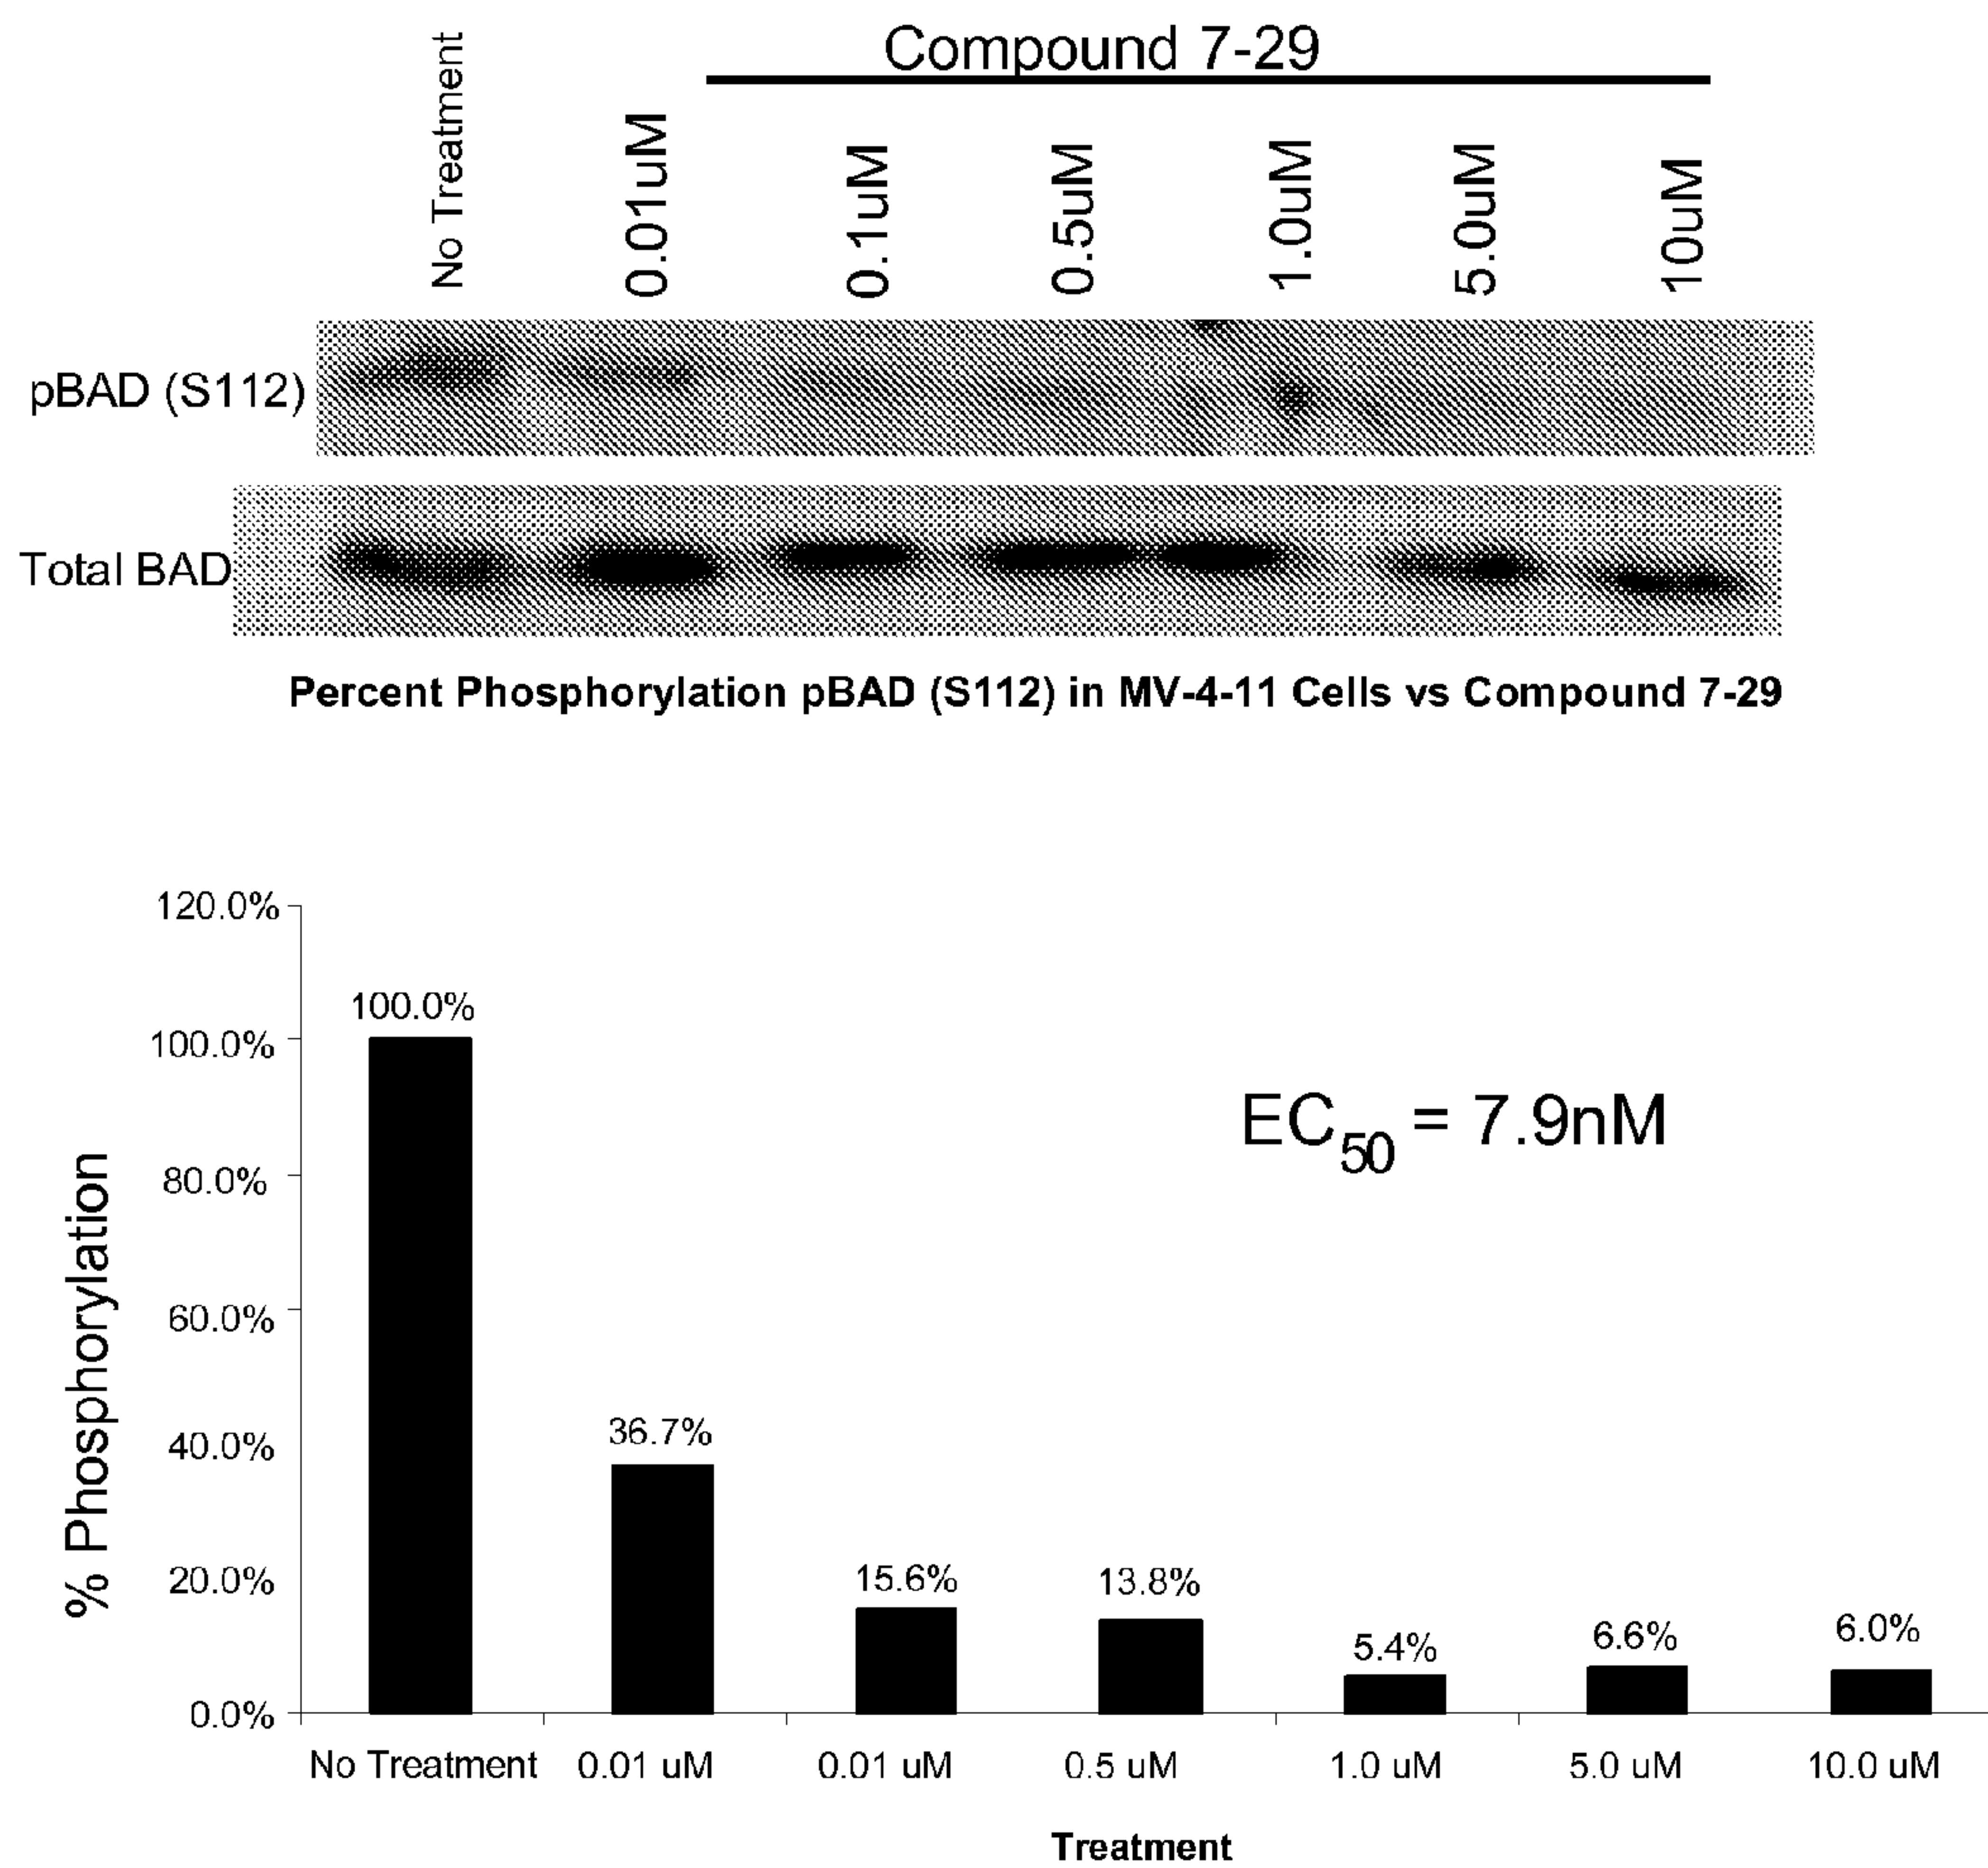 Compound 7-29
No Treatment
0.01uM
0.1uM
0.5uM
1.0uM
5.0uM
10uM
pBAD (S112)
Total BAD
Percent Phosphorylation pBAD (S112) in MV-4-11 Cells vs Compound 7-29
120.0%
100.0%
80.0%
60.0%
40.0%
20.0%
0.0%
% Phosphorylation
100.0%
36.7%
15.6%
13.8%
5.4%
6.6%
6.0%
EC50 = 7.9nM
No Treatment
0.01 uM
0.01 uM
0.5 uM
1.0 uM
5.0 uM
10.0 uM
Treatment